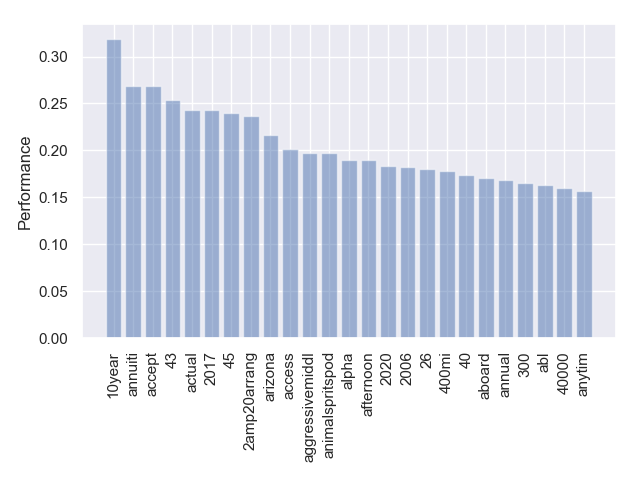 Performance
0.30
0.25
0.20
0.15
0.10
0.05
0.00
10year
annuiti
accept
43
actual
2017
45
2amp20arrang
arizona
access
aggressivemiddl
animalspritspod
alpha
afternoon
2020
2006
26
400mi
40
aboard
annual
300
abl
40000
anytim